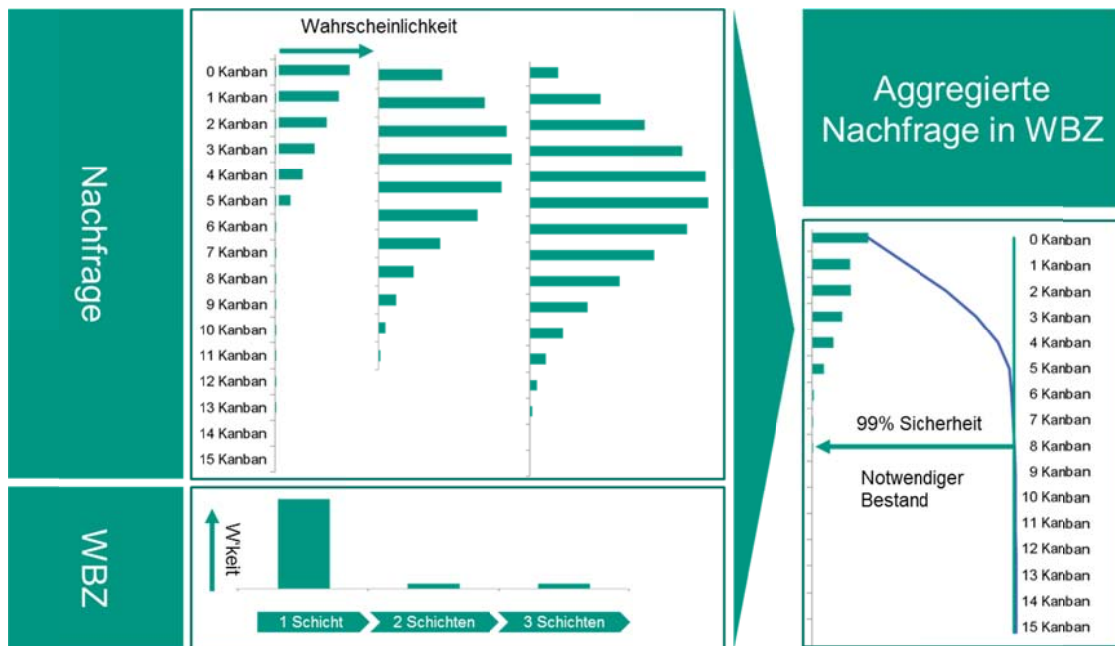 Nachfrage
Wahrscheinlichkeit
0 Kanban
1 Kanban
2 Kanban
3 Kanban
4 Kanban
5 Kanban
6 Kanban
7 Kanban
8 Kanban
9 Kanban
10 Kanban
11 Kanban
12 Kanban
13 Kanban
14 Kanban
15 Kanban
WBZ
W'keit
1 Schicht
2 Schichten
3 Schichten
Aggregierte
Nachfrage in WBZ
0 Kanban
1 Kanban
2 Kanban
3 Kanban
4 Kanban
5 Kanban
6 Kanban
7 Kanban
99% Sicherheit
8 Kanban
Notwendiger
Bestand
9 Kanban
10 Kanban
11 Kanban
12 Kanban
13 Kanban
14 Kanban
15 Kanban